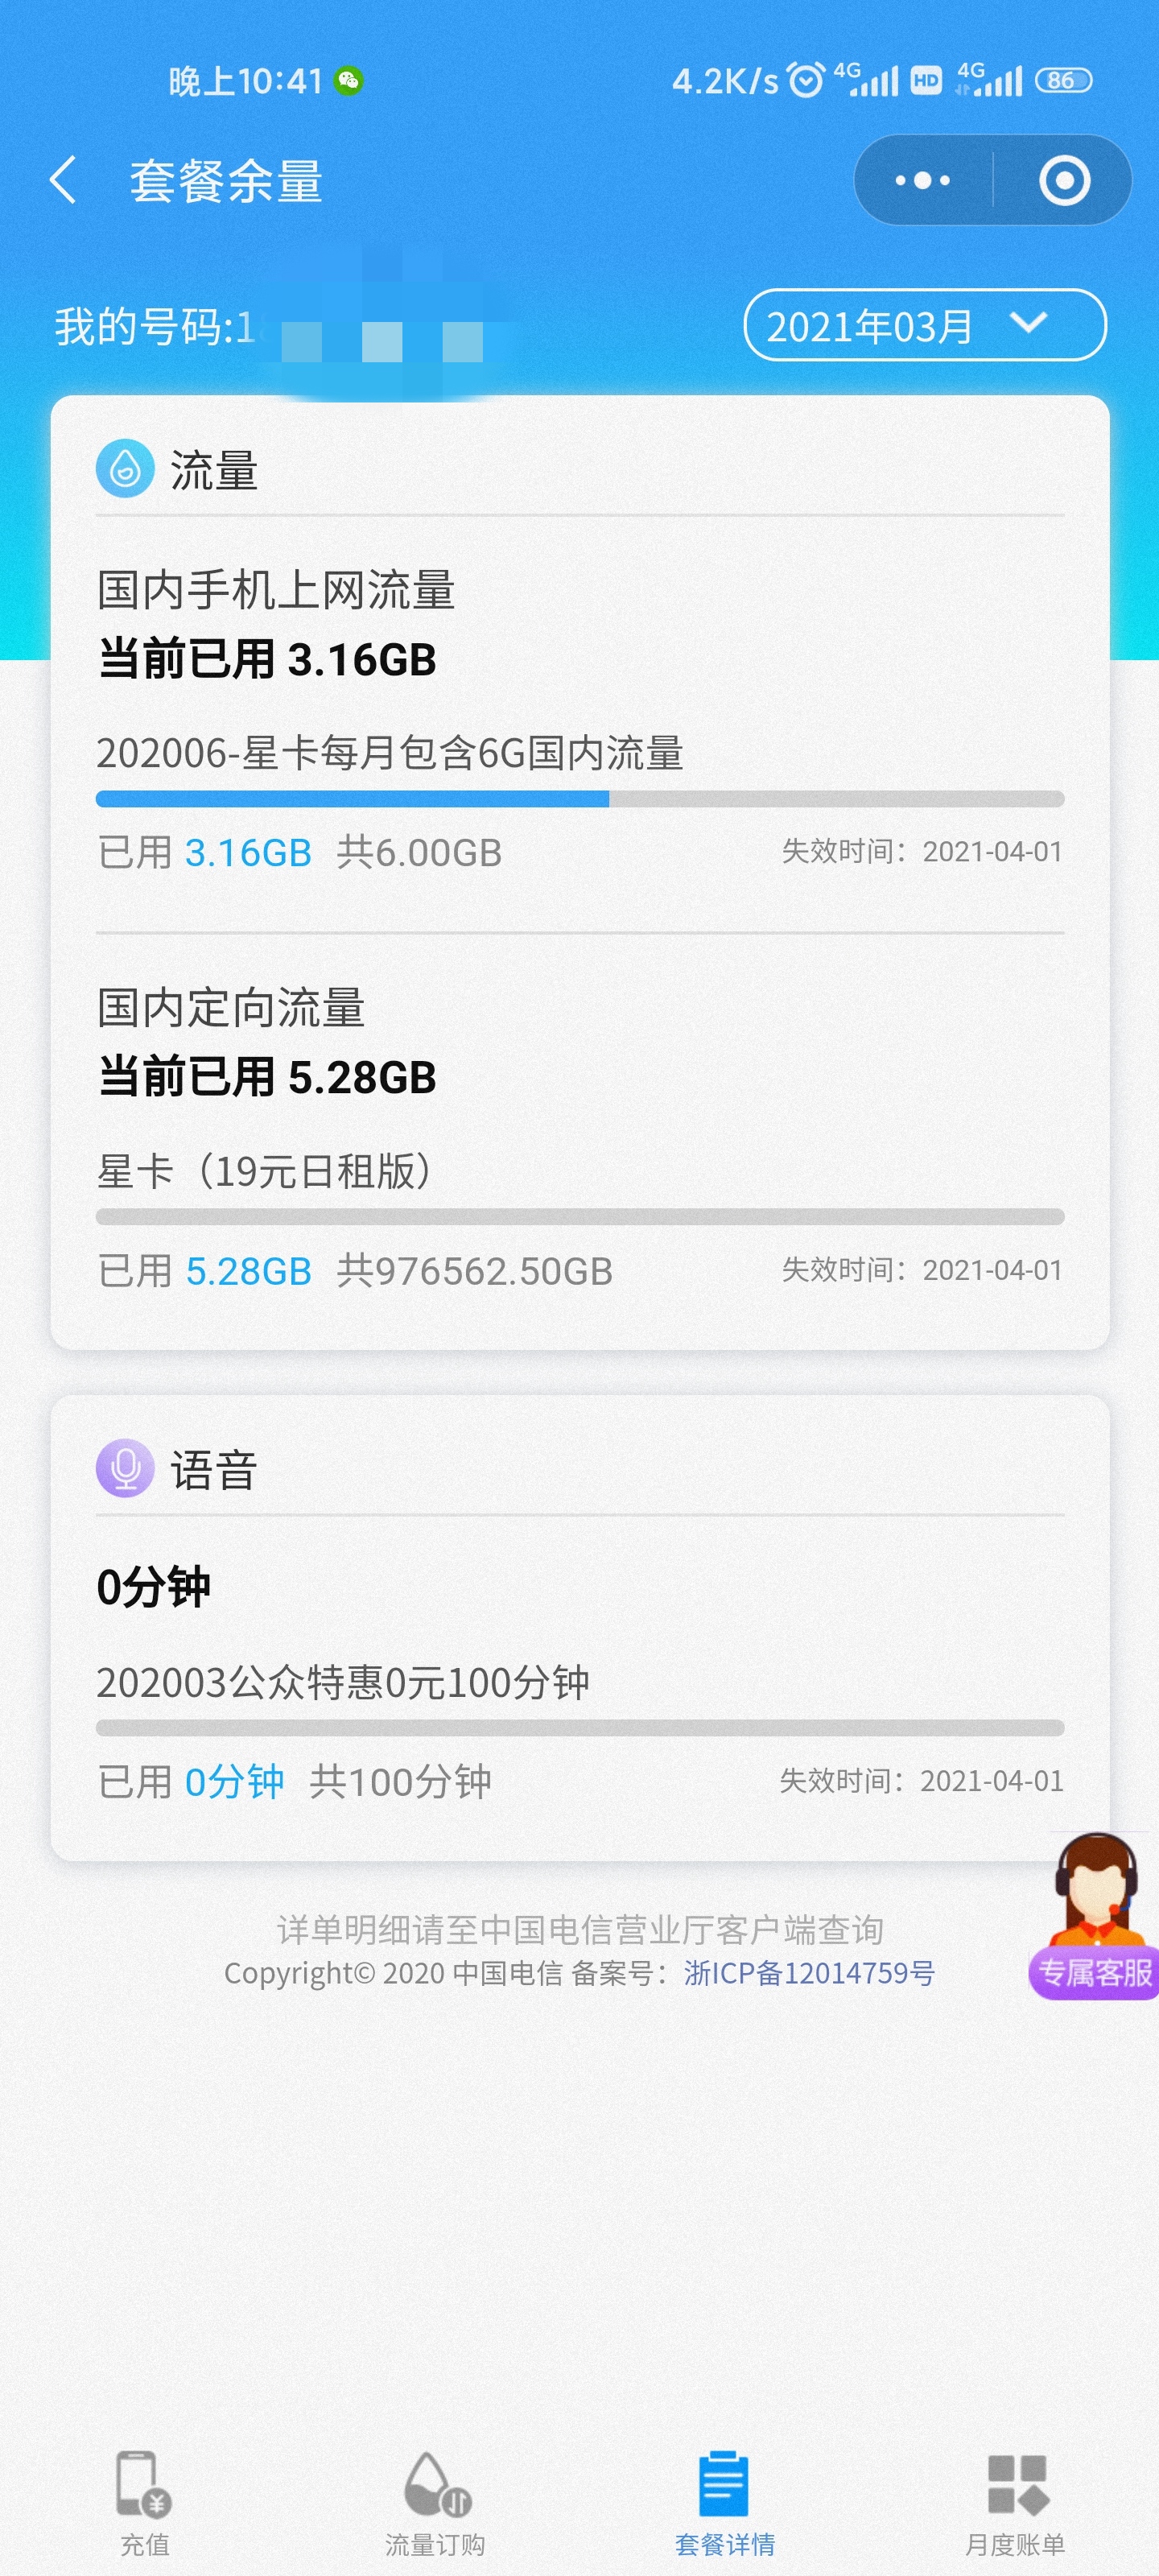 晚上10:41
4.2K/s 4G HD 4G 86
套餐余量
我的号码:1
2021年03月
流量
国内手机上网流量
当前已用 3.16GB
202006-星卡每月包含6G国内流量
已用 3.16GB 共6.00GB 失效时间：2021-04-01
国内定向流量
当前已用 5.28GB
星卡（19元日租版）
已用 5.28GB 共976562.50GB 失效时间：2021-04-01
语音
0分钟
202003公众特惠0元100分钟
已用 0分钟 共100分钟 失效时间：2021-04-01
详单明细请至中国电信营业厅客户端查询
Copyright© 2020 中国电信 备案号：浙ICP备12014759号
专属客服
充值 流量订购 套餐详情 月度账单